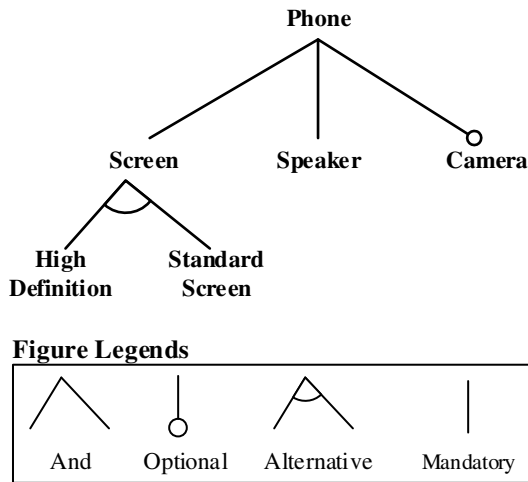 Phone
Screen Speaker Camera
High Standard
Definition Screen
Figure Legends
And Optional Alternative Mandatory